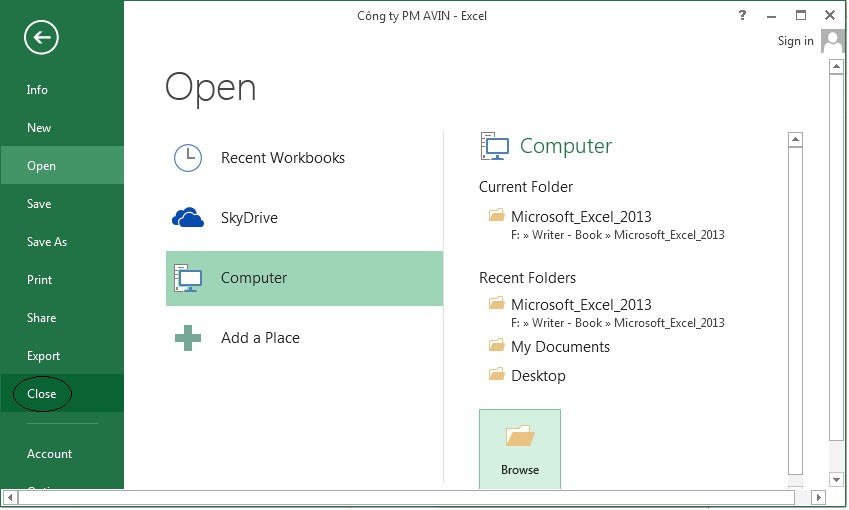 Công ty PM AVIN - Excel
?
Sign in
Info
New
Open
Save
Save As
Print
Share
Export
Close
Account
Open
Recent Workbooks
SkyDrive
Computer
Add a Place
Computer
Current Folder
Microsoft_Excel_2013
F: » Writer - Book » Microsoft_Excel_2013
Recent Folders
Microsoft_Excel_2013
F: » Writer - Book » Microsoft_Excel_2013
My Documents
Desktop
Browse